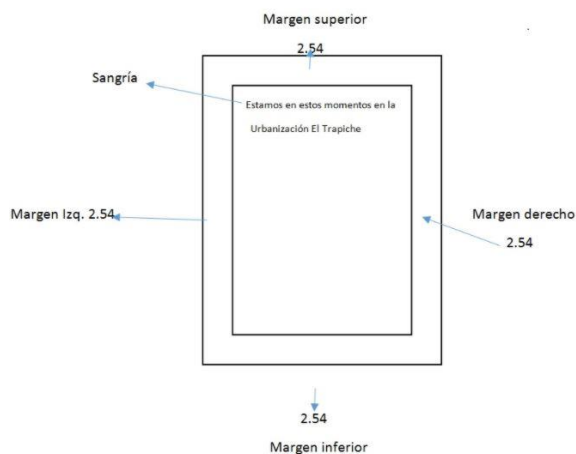 Margen superior
2.54
Sangría
Estamos en estos momentos en la
Urbanización El Trapiche
Margen Izq. 2.54
Margen derecho
2.54
2.54
Margen inferior